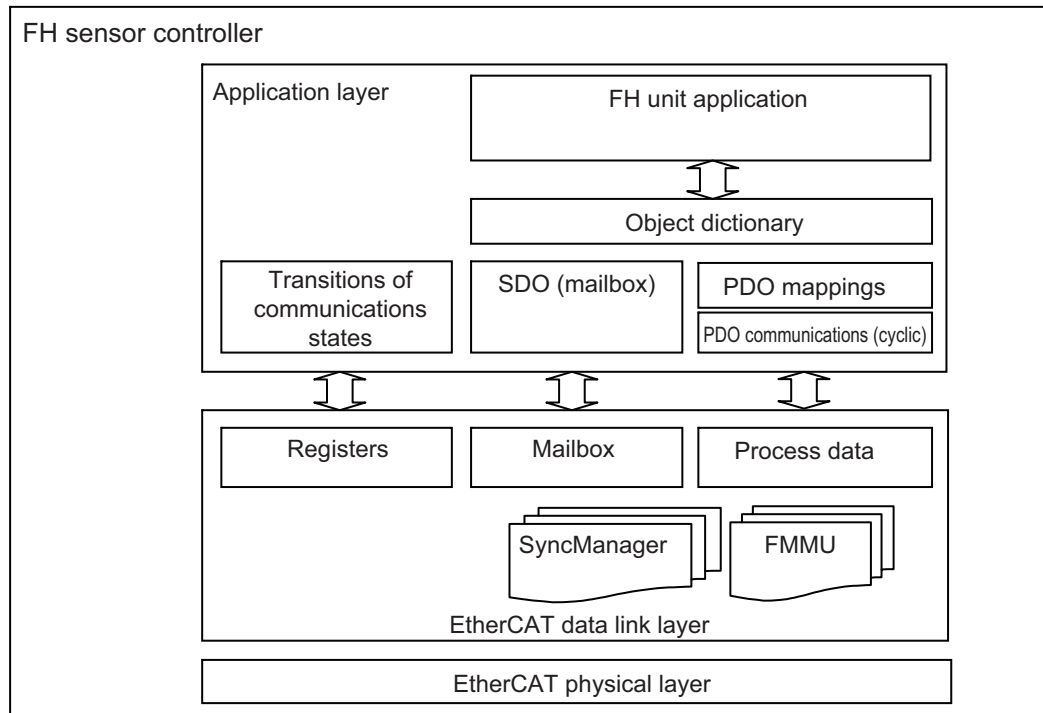 FH sensor controller
Application layer
FH unit application
Object dictionary
Transitions of
communications
states
SDO (mailbox)
PDO mappings
PDO communications (cyclic)
Registers
Mailbox
Process data
SyncManager
FMMU
EtherCAT data link layer
EtherCAT physical layer